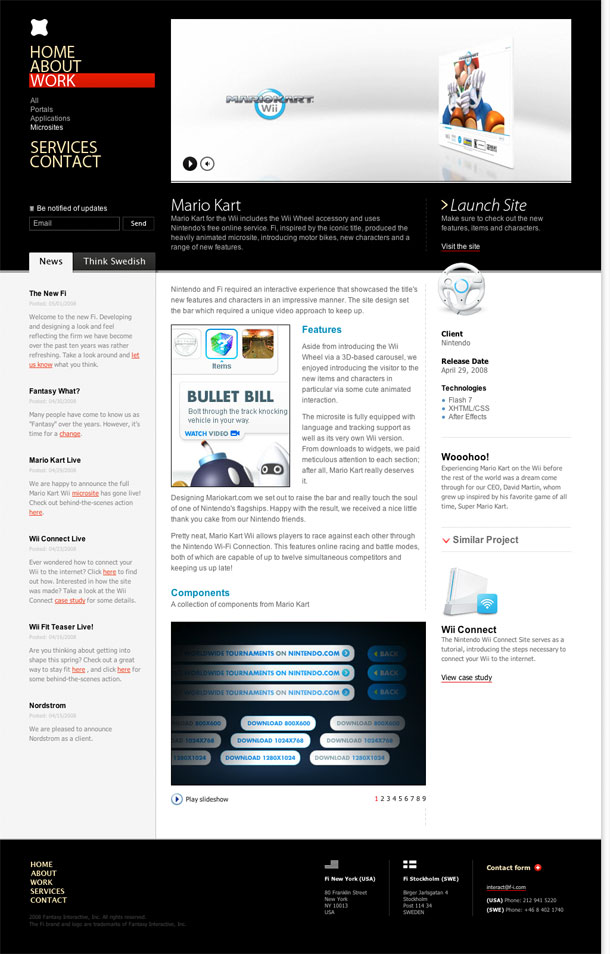 HOME
ABOUT
WORK
All
Portals
Applications
Microsites
SERVICES
CONTACT
Be notified of updates
Email
Send
MARIOKART
Wii
Mario Kart
Mario Kart for the Wii includes the Wii Wheel accessory and uses
Nintendo's free online service. Fi, inspired by the iconic title, produced the
heavily animated microsite, introducing motor bikes, new characters and a
range of new features.
Launch Site
Make sure to check out the new
features, items and characters.
Visit the site
News
Think Swedish
The New Fi
Posted: 05/01/2008
Welcome to the new Fi. Developing
and designing a look and feel
reflecting the firm we have become
over the past ten years was rather
refreshing. Take a look around and let
us know what you think.
Fantasy What?
Posted: 04/30/2008
Many people have come to know us as
"Fantasy" over the years. However, it's
time for a change.
Mario Kart Live
Posted: 04/29/2008
We are happy to announce the full
Mario Kart Wii microsite has gone live!
Check out behind-the-scenes action
here.
Wii Connect Live
Posted: 04/23/2008
Ever wondered how to connect your
Wii to the internet? Click here to find
out how. Interested in how the site
was made? Take a look at the Wii
Connect case study for some details.
Wii Fit Teaser Live!
Posted: 04/16/2008
Are you thinking about getting into
shape this spring? Check out a great
way to stay fit here , and click here for
some behind-the-scenes action.
Nordstrom
Posted: 04/15/2008
We are pleased to announce
Nordstrom as a client.
Nintendo and Fi required an interactive experience that showcased the title's
new features and characters in an impressive manner. The site design set
the bar which required a unique video approach to keep up.
Items
BULLET BILL
Bolt through the track knocking
vehicle in your way.
WATCH VIDEO
Features
Aside from introducing the Wii
Wheel via a 3D-based carousel, we
enjoyed introducing the visitor to the
new items and characters in
particular via some cute animated
interaction.
The microsite is fully equipped with
language and tracking support as
well as its very own Wii version.
From downloads to widgets, we paid
meticulous attention to each section;
after all, Mario Kart really deserves
it.
Designing Mariokart.com we set out to raise the bar and really touch the soul
of one of Nintendo's flagships. Happy with the result, we received a nice little
thank you cake from our Nintendo friends.
Pretty neat, Mario Kart Wii allows players to race against each other through
the Nintendo Wi-Fi Connection. This features online racing and battle modes,
both of which are capable of up to twelve simultaneous competitors and
keeping us up late!
Components
A collection of components from Mario Kart
WORLDWIDE TOURNAMENTS ON NINTENDO.COM
BACK
WORLDWIDE TOURNAMENTS ON NINTENDO.COM
BACK
WORLDWIDE TOURNAMENTS ON NINTENDO.COM
BACK
800X600
DOWNLOAD 800X600
DOWNLOAD 800X600
1024X768
DOWNLOAD 1024X768
DOWNLOAD 1024X768
1280X1024
DOWNLOAD 1280X1024
DOWNLOAD 1280X1024
Play slideshow
1 2 3 4 5 6 7 8 9
Client
Nintendo
Release Date
April 29, 2008
Technologies
Flash 7
XHTML/CSS
After Effects
Wooohoo!
Experiencing Mario Kart on the Wii before
the rest of the world was a dream come
through for our CEO, David Martin, whom
grew up inspired by his favorite game of all
time, Super Mario Kart.
Similar Project
Wii Connect
The Nintendo Wii Connect Site serves as a
tutorial, introducing the steps necessary to
connect your Wii to the internet.
View case study
HOME
ABOUT
WORK
SERVICES
CONTACT
2008 Fantasy Interactive, Inc. All rights reserved.
The Fi brand and logo are trademarks of Fantasy Interactive, Inc.
Fi New York (USA)
80 Franklin Street
New York
NY 10013
USA
Fi Stockholm (SWE)
Birger Jarlsgatan 4
Stockholm
Post 114 34
SWEDEN
Contact form
interact@f-i.com
(USA) Phone: 212 941 5220
(SWE) Phone: +46 8 402 1740